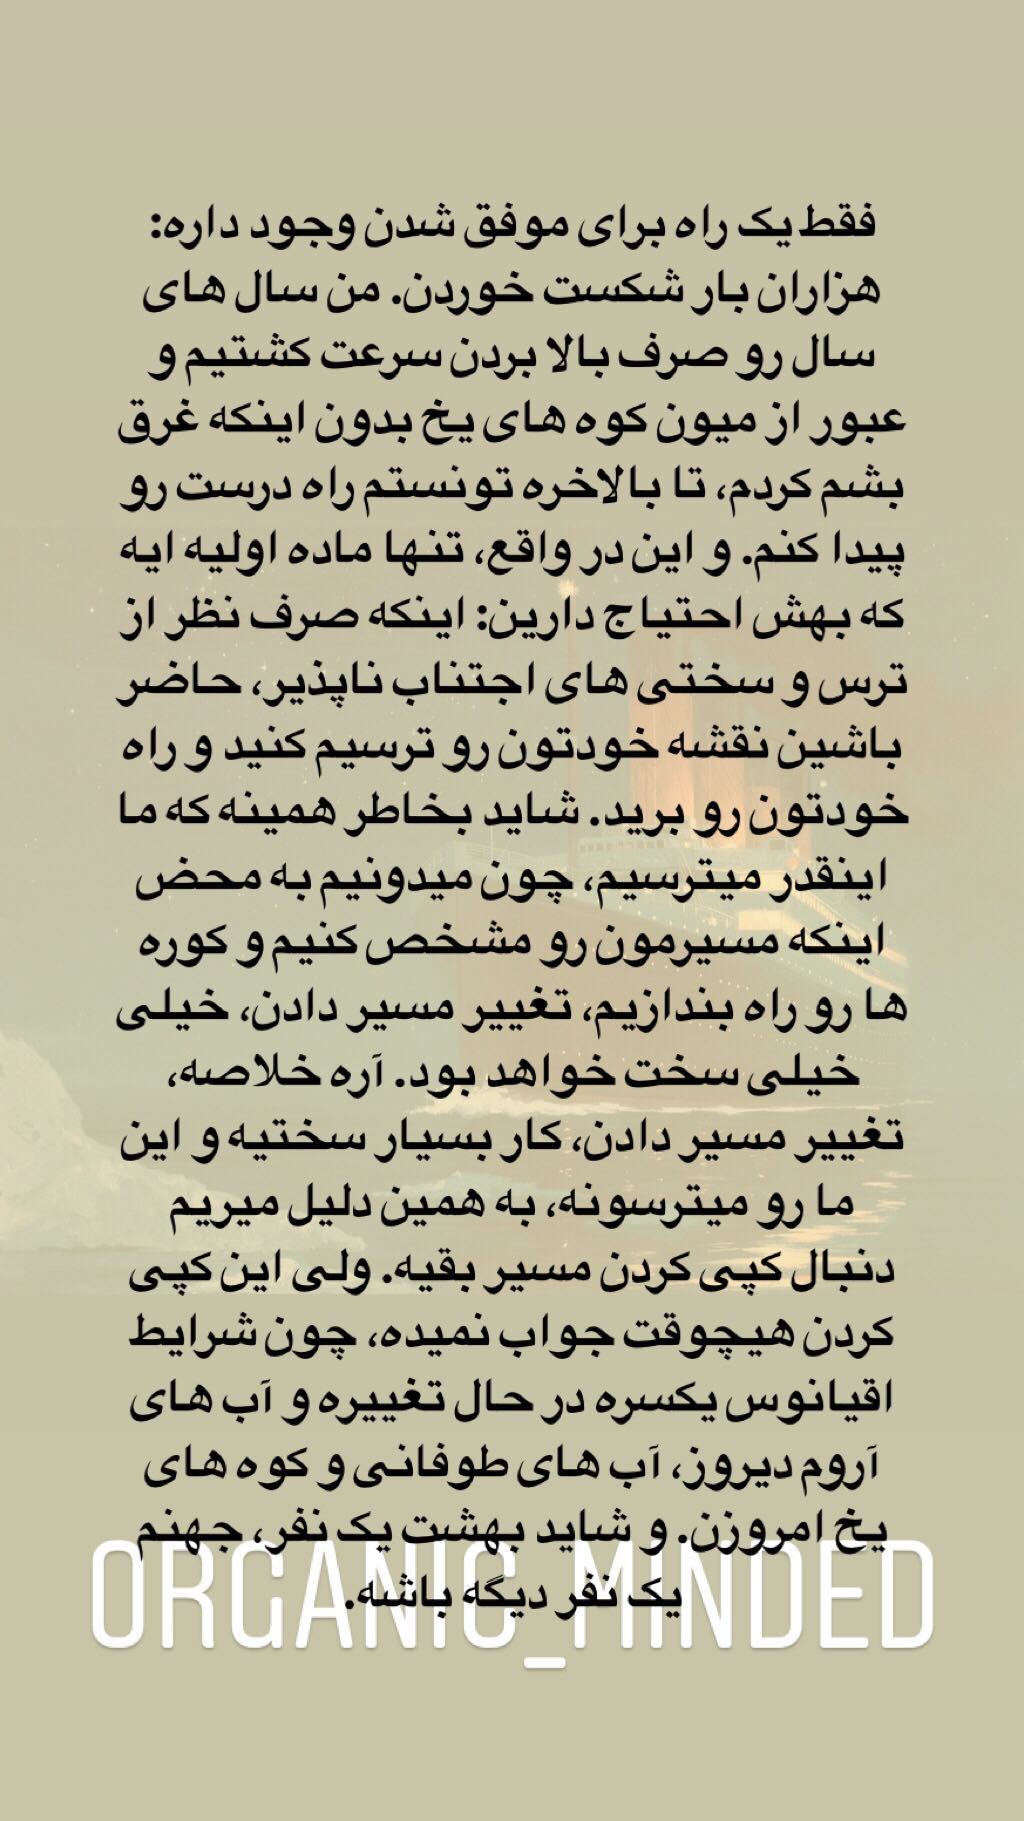 فقط یک راه برای موفق شدن وجود داره:
هزاران بار شکست خوردن. من سال های
سال رو صرف بالا بردن سرعت کشتیم و
عبور از میون کوه های یخ بدون اینکه غرق
بشم کردم، تا بالاخره تونستم راه درست رو
پیدا کنم. و این در واقع، تنها ماده اولیه ایه
که بهش احتیاج دارین: اینکه صرف نظر از
ترس و سختی های اجتناب ناپذیر، حاضر
باشین نقشه خودتون رو ترسیم کنید و راه
خودتون رو برید. شاید بخاطر همینه که ما
اینقدر میترسیم، چون میدونیم به محض
اینکه مسیرمون رو مشخص کنیم و کوره
ها رو راه بندازیم، تغییر مسیر دادن، خیلی
خیلی سخت خواهد بود. آره خلاصه،
تغییر مسیر دادن، کار بسیار سختیه و این
ما رو میترسونه، به همین دلیل میریم
دنبال کپی کردن مسیر بقیه. ولی این کپی
کردن هیچوقت جواب نمیده، چون شرایط
اقیانوس یکسره در حال تغییره و آب های
آروم دیروز، آب های طوفانی و کوه های
یخ امروزن. و شاید بهشت یک نفر، جهنم
یک نفر دیگه باشه.
ORGANIC_MINDED